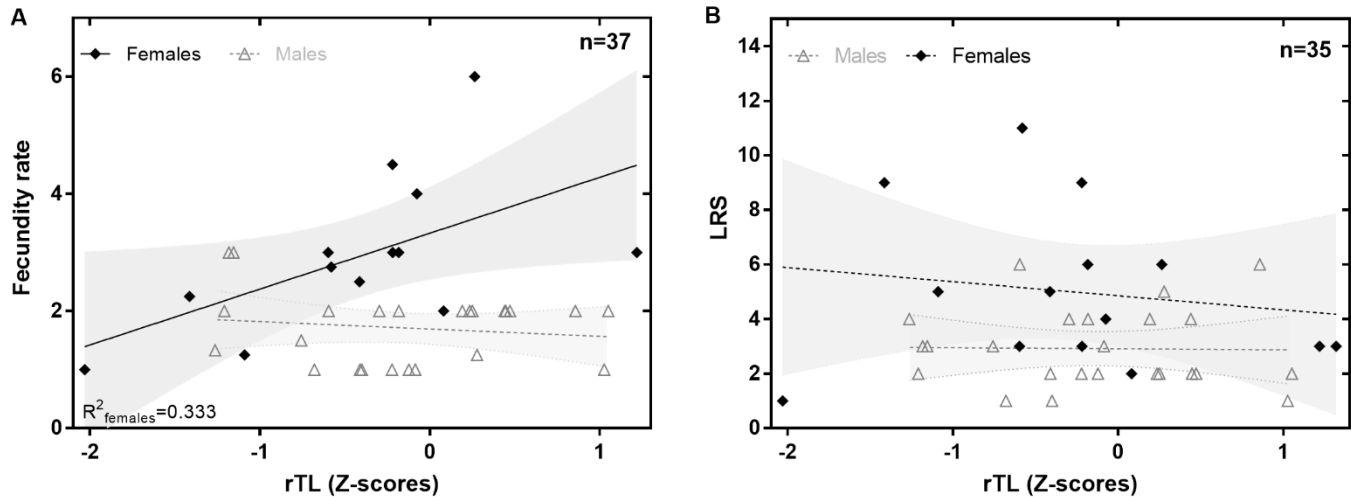 A
Females Males
n=37
Fecundity rate
6
4
2
0
R²females=0.333
-2 -1 0 1
rTL (Z-scores)
B
Males Females
n=35
LRS
14
12
10
8
6
4
2
0
-2 -1 0 1
rTL (Z-scores)